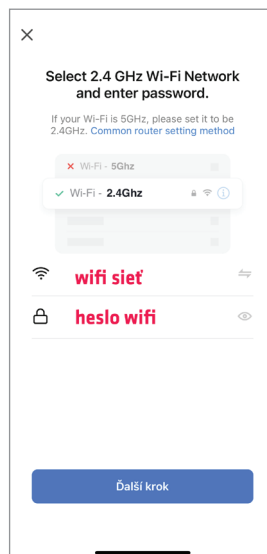 Select 2.4 GHz Wi-Fi Network
and enter password.
If your Wi-Fi is 5GHz, please set it to be
2.4GHz. Common router setting method
Wi-Fi - 5Ghz
Wi-Fi - 2.4Ghz
wifi sieť
heslo wifi
Ďalší krok